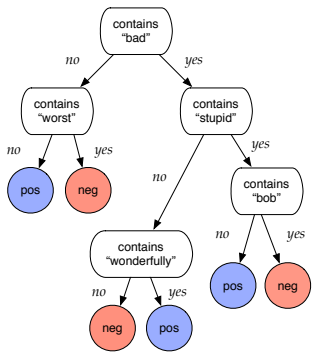 contains
“bad”
no
yes
contains
“worst”
contains
“stupid”
no
yes
no
yes
pos
neg
contains
“bob”
contains
“wonderfully”
no
yes
no
yes
pos
neg
neg
pos